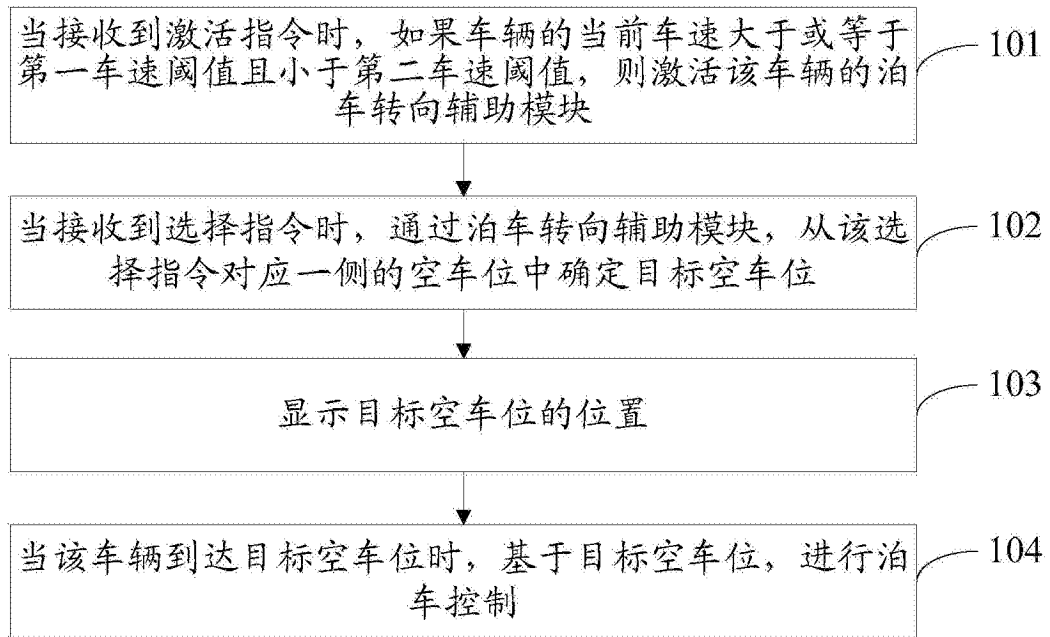 当接收到激活指令时，如果车辆的当前车速大于或等于
第一车速阈值且小于第二车速阈值，则激活该车辆的泊
车转向辅助模块
101
当接收到选择指令时，通过泊车转向辅助模块，从该选
择指令对应一侧的空车位中确定目标空车位
102
显示目标空车位的位置
103
当该车辆到达目标空车位时，基于目标空车位，进行泊
车控制
104